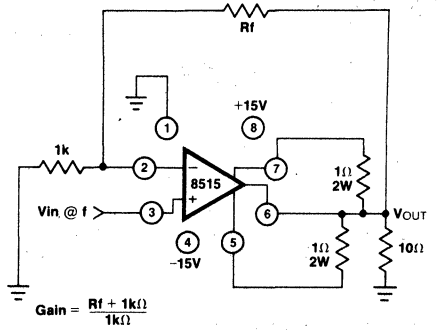 Rf
1
+15V
8
1k
2
8515
7
1Ω
2W
Vin @ f
3
+
−
6
VOUT
4
−15V
5
1Ω
2W
10Ω
Gain = Rf + 1kΩ
1kΩ